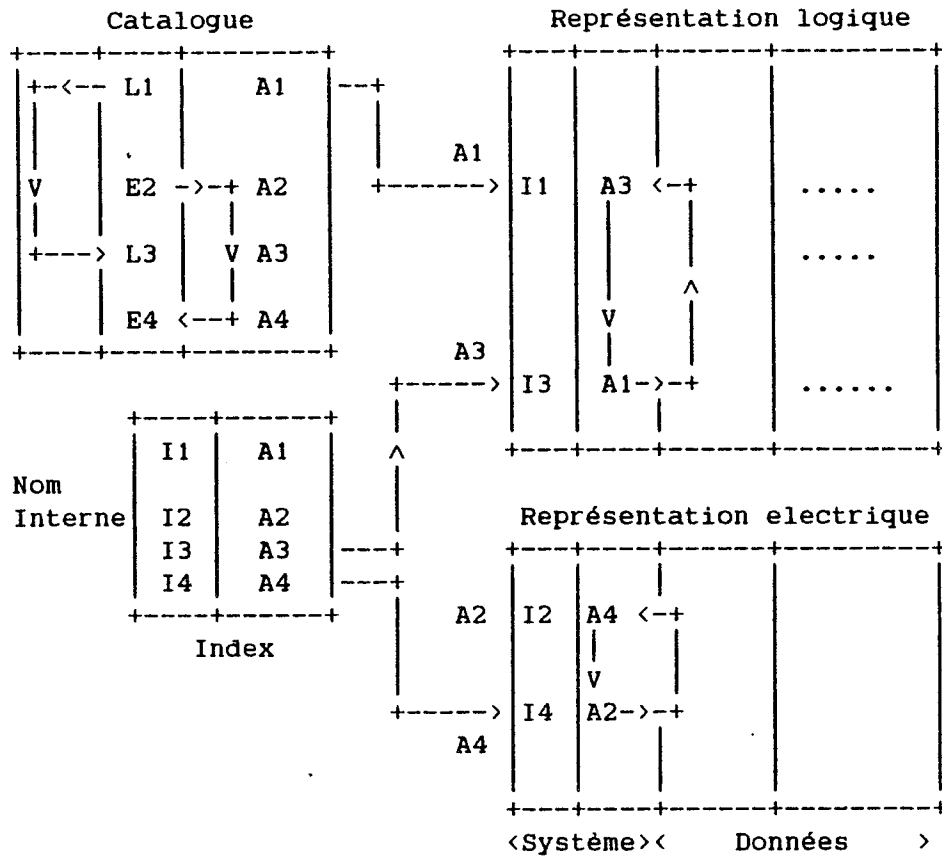 Catalogue
L1 A1
E2 A2
L3 A3
E4 A4
Représentation logique
A1 I1 A3 .....
.....
A3 I3 A1 ......
Nom
Interne
I1 A1
I2 A2
I3 A3
I4 A4
Index
Représentation electrique
A2 I2 A4
I4 A2
A4
<Système>< Données >